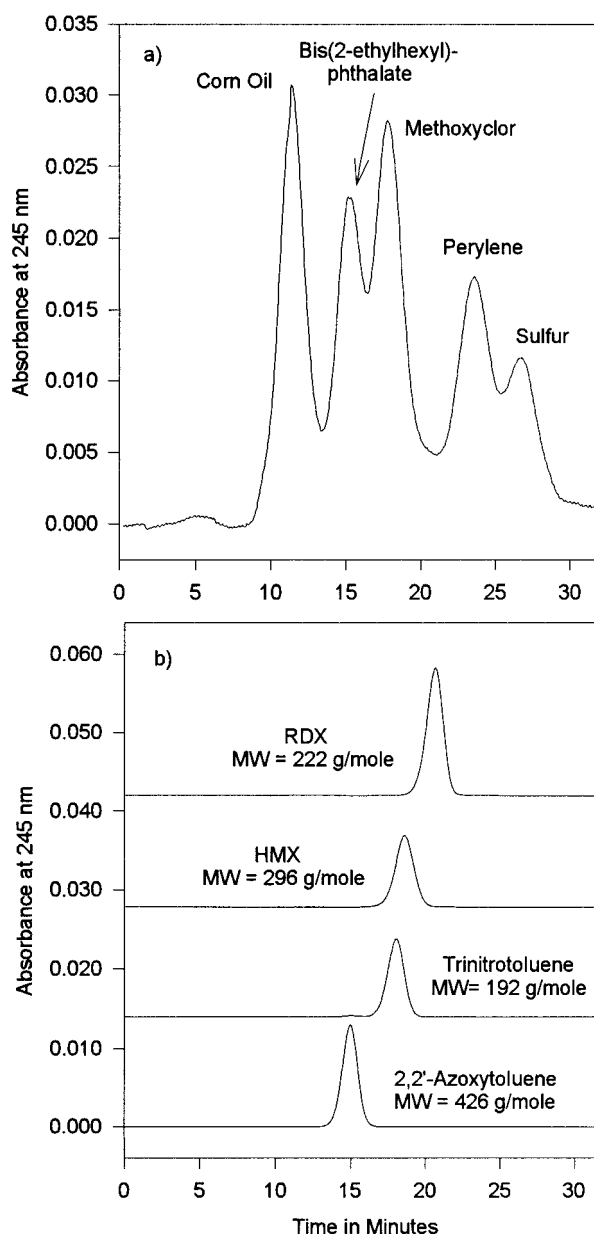 a)
Bis(2-ethylhexyl)-
phthalate
Corn Oil
Methoxyclor
Perylene
Sulfur
Absorbance at 245 nm
0.035
0.030
0.025
0.020
0.015
0.010
0.005
0.000
0 5 10 15 20 25 30
b)
RDX
MW = 222 g/mole
HMX
MW = 296 g/mole
Trinitrotoluene
MW= 192 g/mole
2,2'-Azoxytoluene
MW = 426 g/mole
Absorbance at 245 nm
0.060
0.050
0.040
0.030
0.020
0.010
0.000
0 5 10 15 20 25 30
Time in Minutes